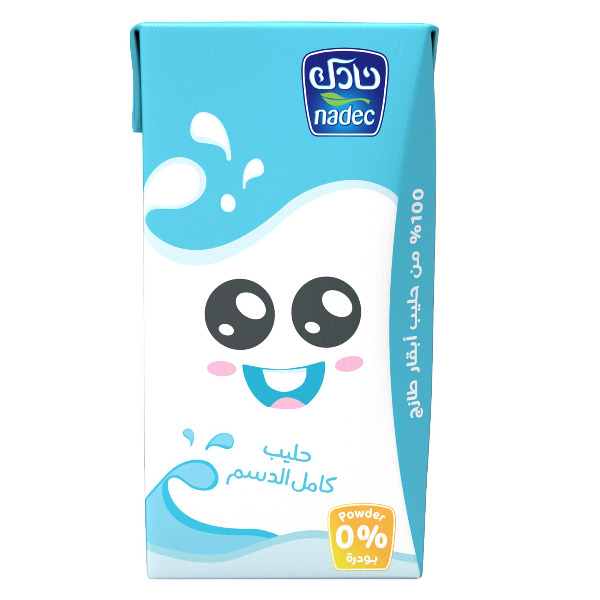 نادك
nadec
100% من حليب أبقار طازج
حليب
كامل الدسم
Powder
0%
بودرة